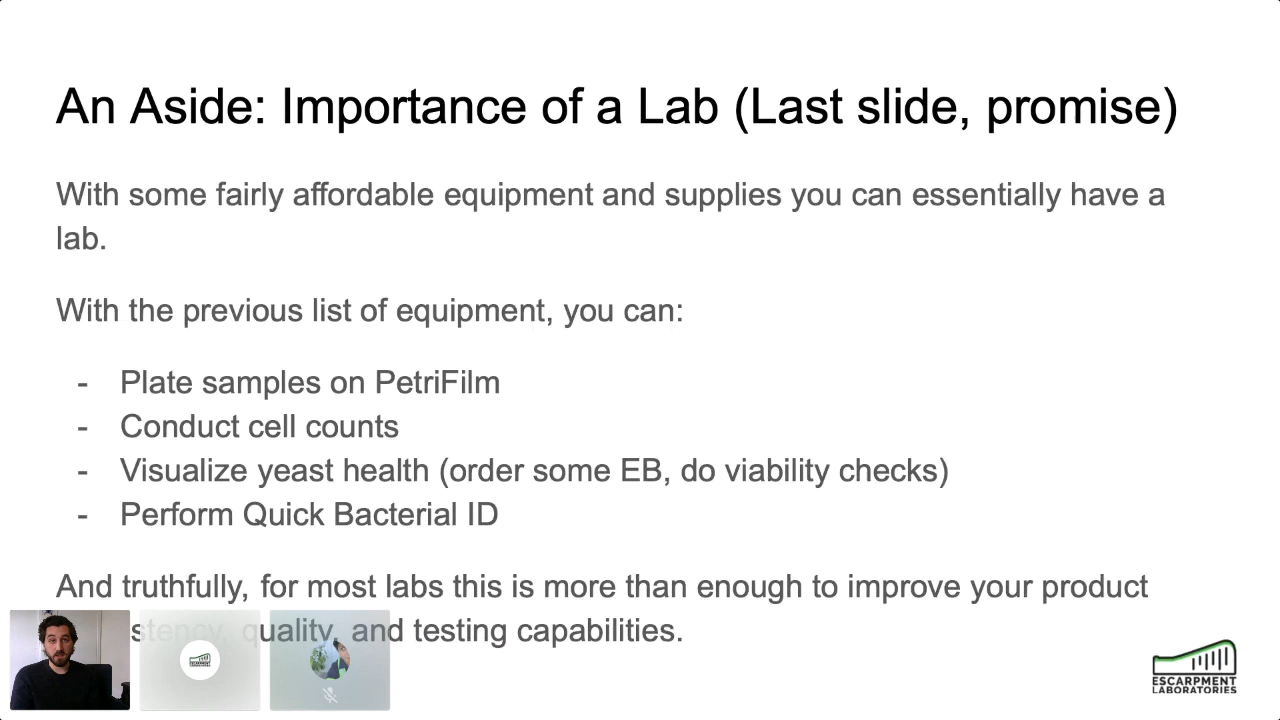 An Aside: Importance of a Lab (Last slide, promise)
With some fairly affordable equipment and supplies you can essentially have a
lab.
With the previous list of equipment, you can:
- Plate samples on PetriFilm
- Conduct cell counts
- Visualize yeast health (order some EB, do viability checks)
- Perform Quick Bacterial ID
And truthfully, for most labs this is more than enough to improve your product
quality, and testing capabilities.
ESCARPMENT
LABORATORIES